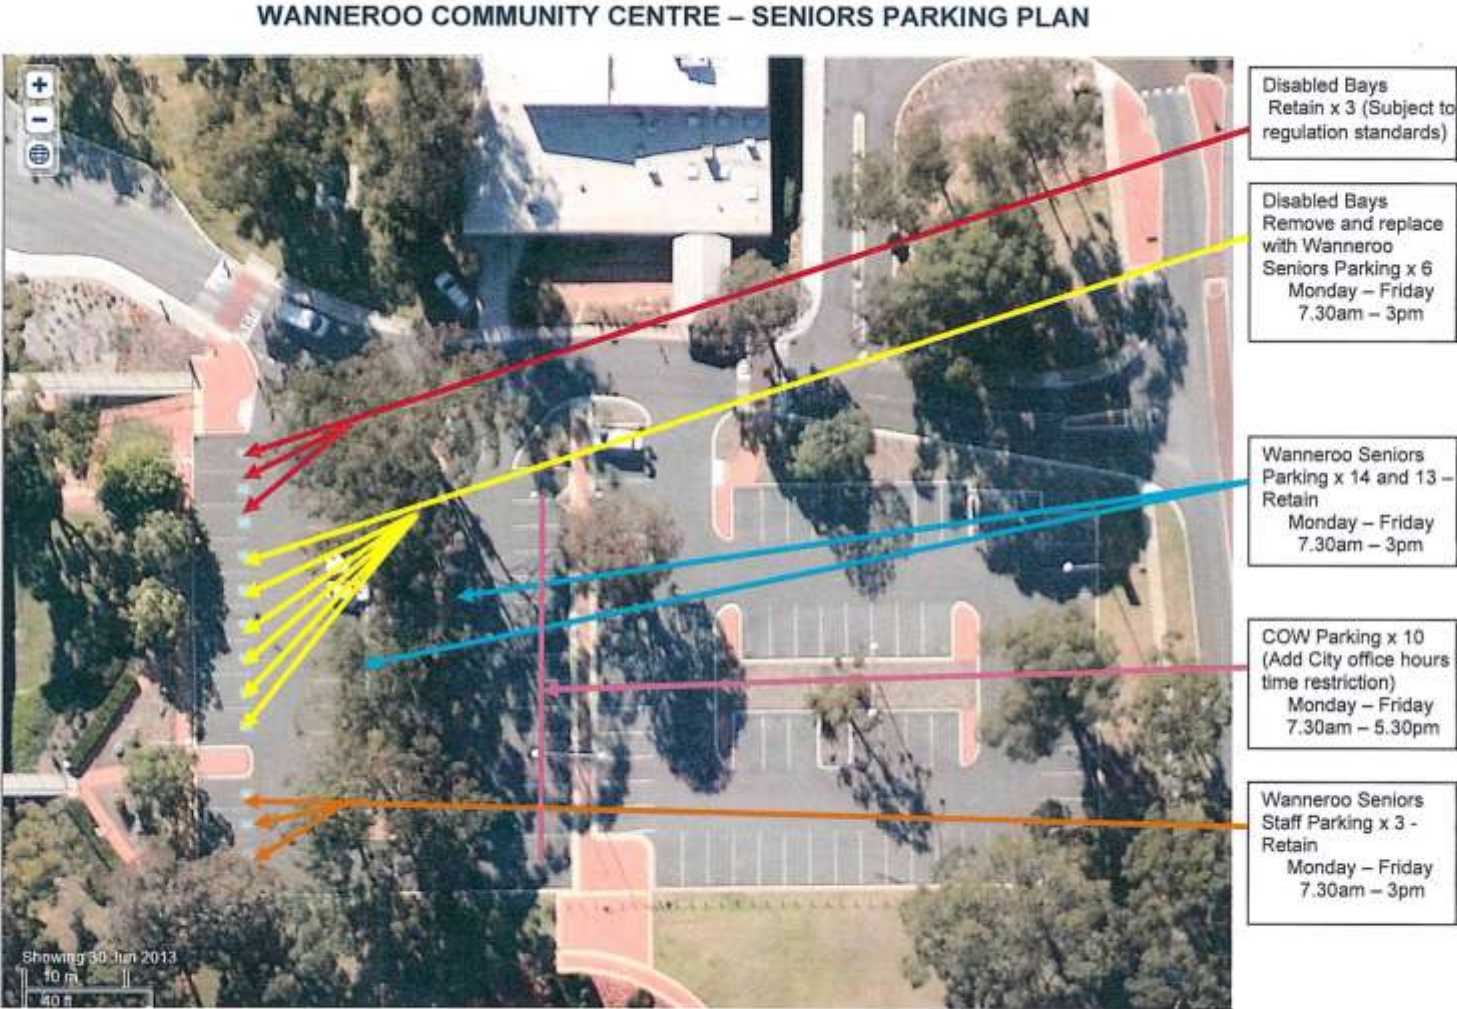 WANNEROO COMMUNITY CENTRE – SENIORS PARKING PLAN
Disabled Bays
Retain x 3 (Subject to
regulation standards)
Disabled Bays
Remove and replace
with Wanneroo
Seniors Parking x 6
Monday – Friday
7.30am – 3pm
Wanneroo Seniors
Parking x 14 and 13 –
Retain
Monday – Friday
7.30am – 3pm
COW Parking x 10
(Add City office hours
time restriction)
Monday – Friday
7.30am – 5.30pm
Wanneroo Seniors
Staff Parking x 3 -
Retain
Monday – Friday
7.30am – 3pm
Showing 30 Jun 2013
10 m
40 ft